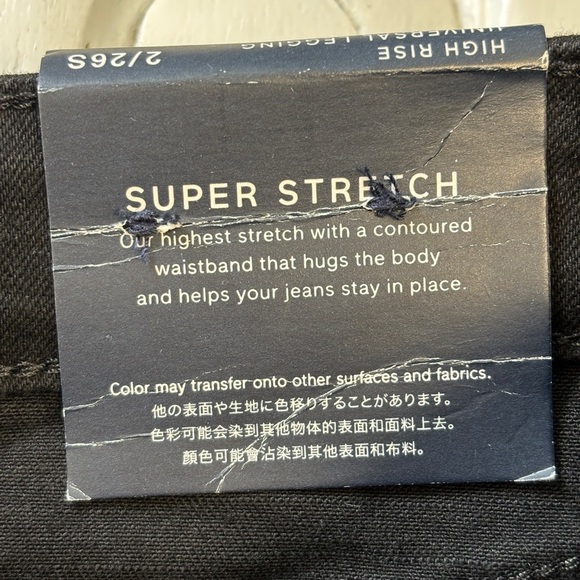 HIGH RISE
UNIVERSAL LEGGING
2/26S
SUPER STRETCH
Our highest stretch with a contoured
waistband that hugs the body
and helps your jeans stay in place.
Color may transfer onto other surfaces and fabrics.
他の表面や生地に色移りすることがあります。
色彩可能会染到其他物体的表面和面料上去。
顏色可能會沾染到其他表面和布料。